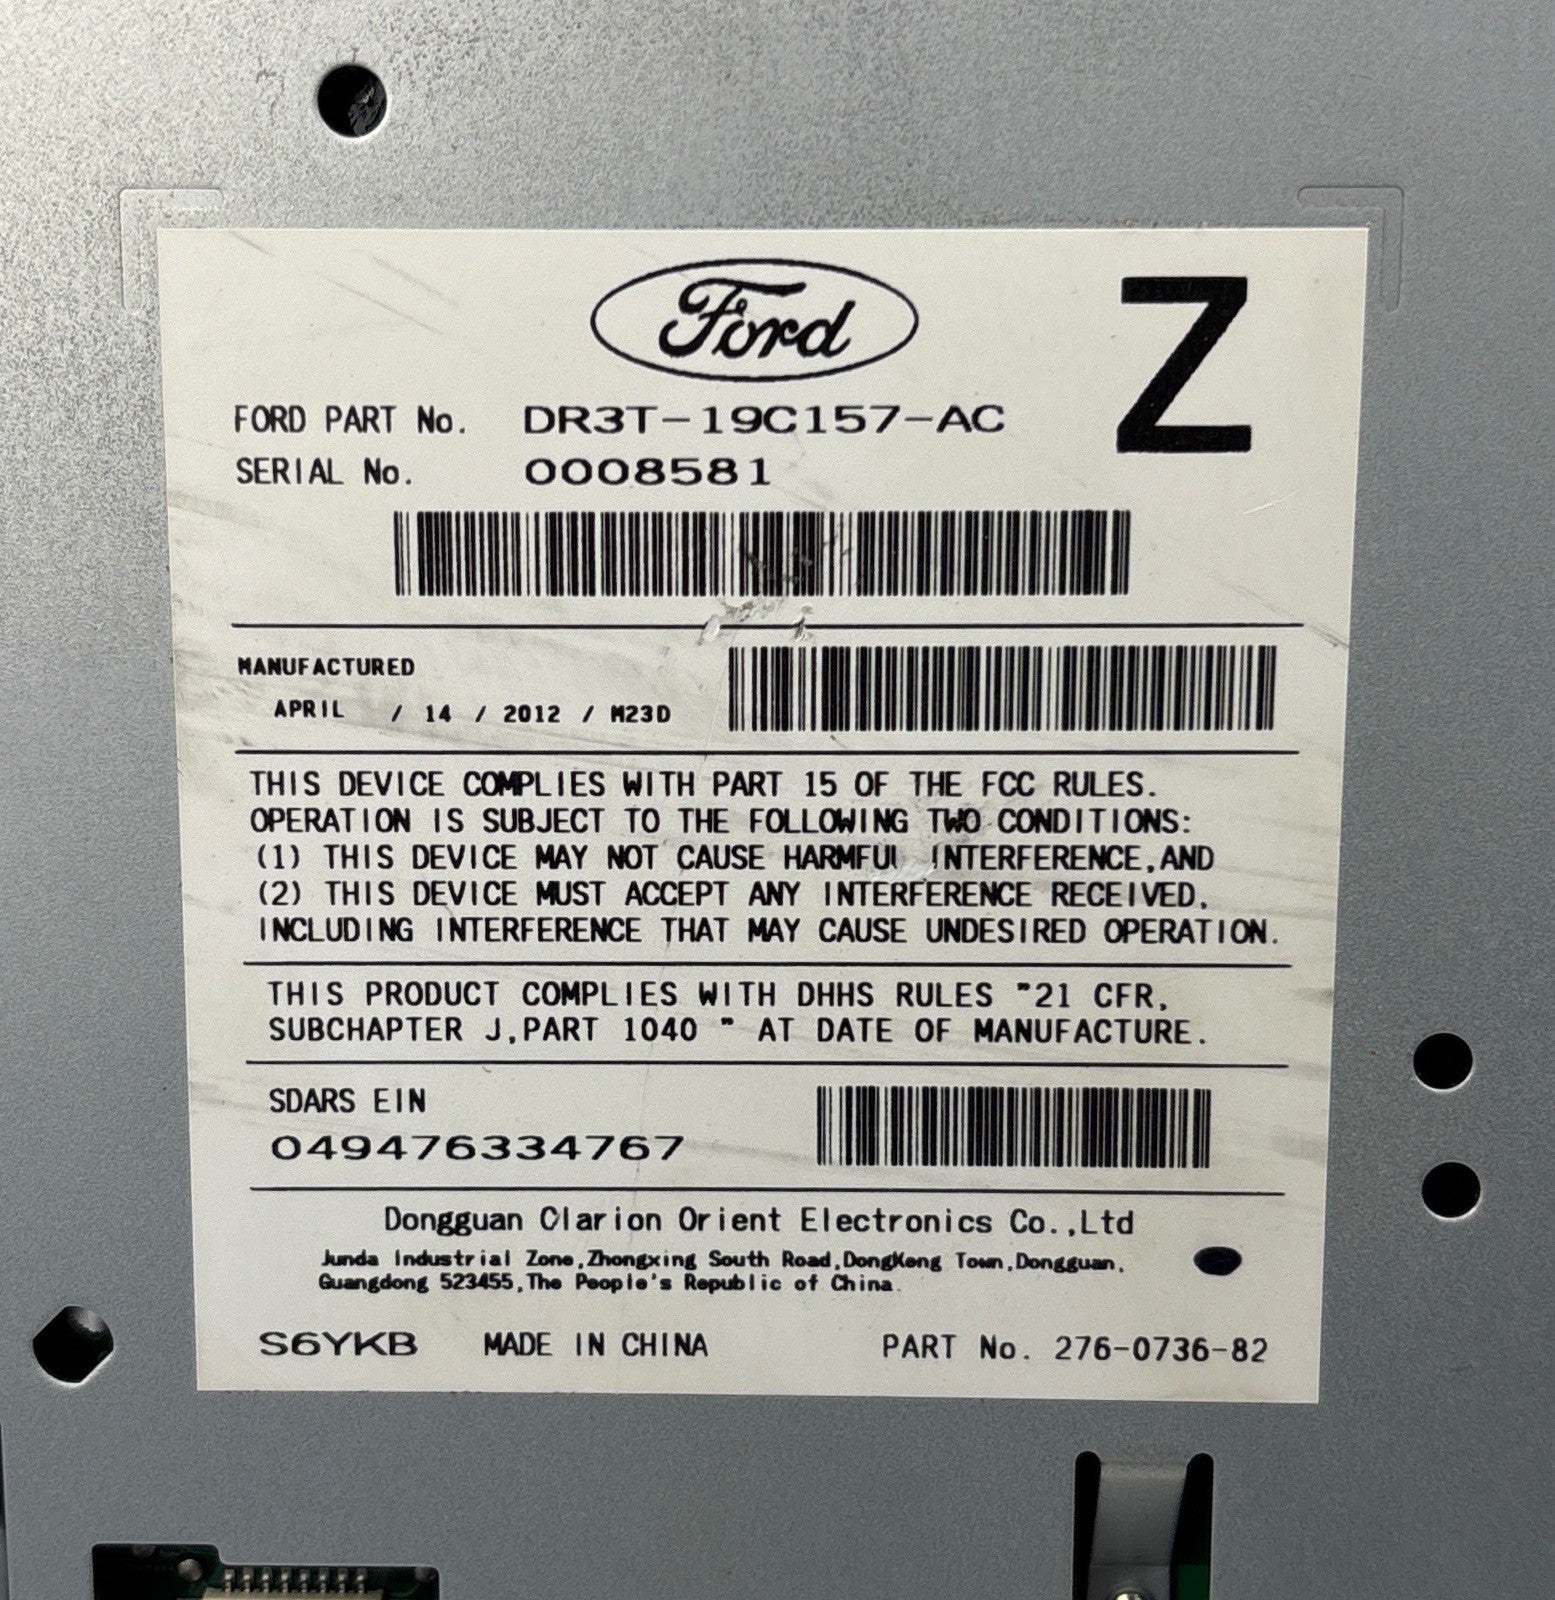 Ford
Z
FORD PART No. DR3T-19C157-AC
SERIAL No. 0008581
MANUFACTURED
APRIL / 14 / 2012 / M23D
THIS DEVICE COMPLIES WITH PART 15 OF THE FCC RULES.
OPERATION IS SUBJECT TO THE FOLLOWING TWO CONDITIONS:
(1) THIS DEVICE MAY NOT CAUSE HARMFUL INTERFERENCE,AND
(2) THIS DEVICE MUST ACCEPT ANY INTERFERENCE RECEIVED,
INCLUDING INTERFERENCE THAT MAY CAUSE UNDESIRED OPERATION.
THIS PRODUCT COMPLIES WITH DHHS RULES "21 CFR,
SUBCHAPTER J,PART 1040 " AT DATE OF MANUFACTURE.
SDARS EIN
049476334767
Dongguan Clarion Orient Electronics Co.,Ltd
Junda Industrial Zone,Zhongxing South Road,DongKeng Town,Dongguan,
Guangdong 523455,The People's Republic of China.
S6YKB MADE IN CHINA PART No. 276-0736-82